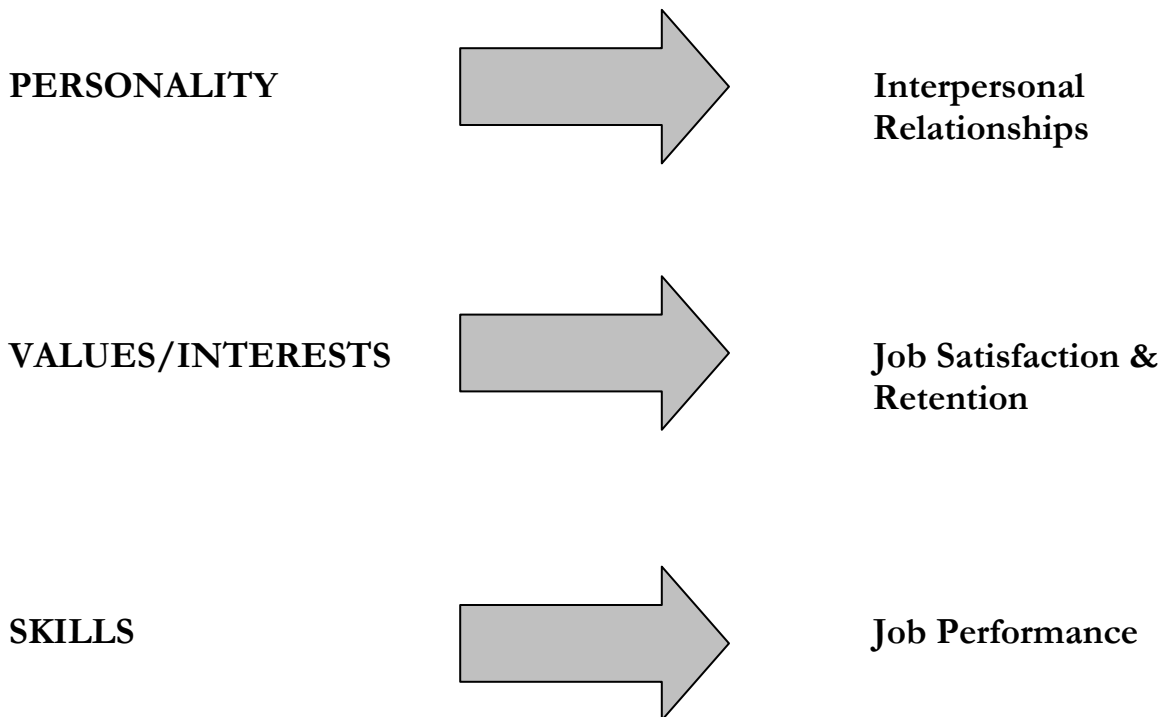 PERSONALITY
Interpersonal
Relationships
VALUES/INTERESTS
Job Satisfaction &
Retention
SKILLS
Job Performance